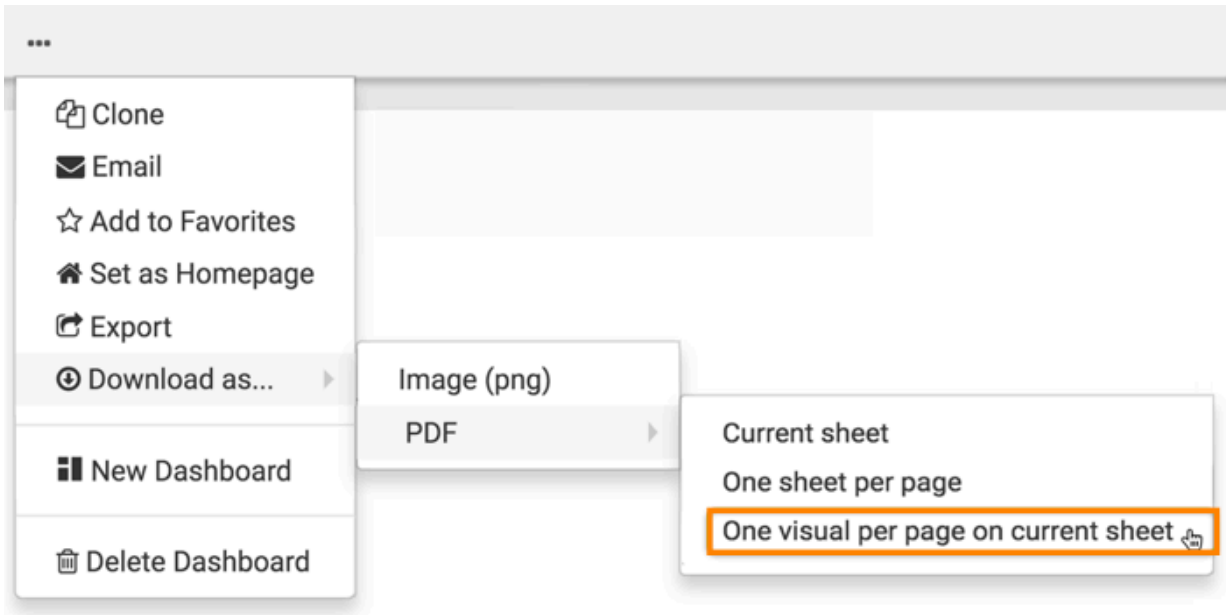 Clone
Email
Add to Favorites
Set as Homepage
Export
Download as...
Image (png)
PDF
Current sheet
One sheet per page
One visual per page on current sheet
New Dashboard
Delete Dashboard